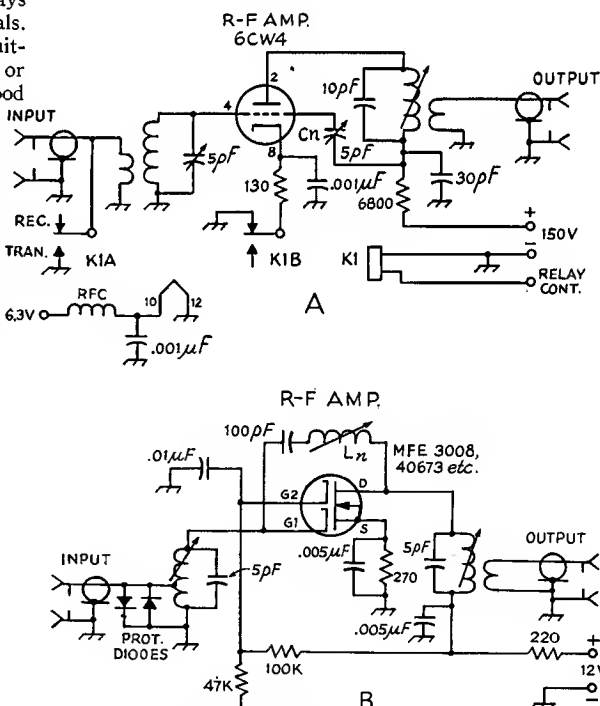 ays
als.
uit-
or
ood
R-F AMP.
6CW4
INPUT
OUTPUT
2
4
8
10pF
Cn
5pF
5pF
130
.001µF
6800
30pF
REC.
TRAN.
K1A
K1B
K1
+
150V
−
RELAY
CONT.
6.3V
RFC
10
12
.001µF
A
R-F AMP.
100pF
Ln
MFE 3008,
40673 etc.
.01µF
G2
G1
D
S
INPUT
OUTPUT
5pF
.005µF
270
5pF
.005µF
PROT.
DIODES
100K
47K
220
+
12V
−
B